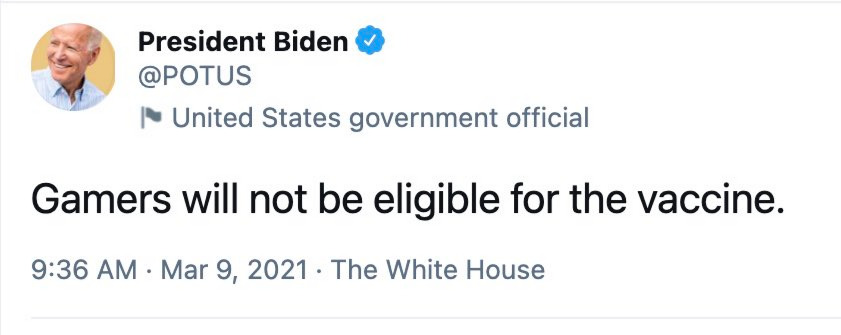 President Biden
@POTUS
United States government official
Gamers will not be eligible for the vaccine.
9:36 AM · Mar 9, 2021 · The White House